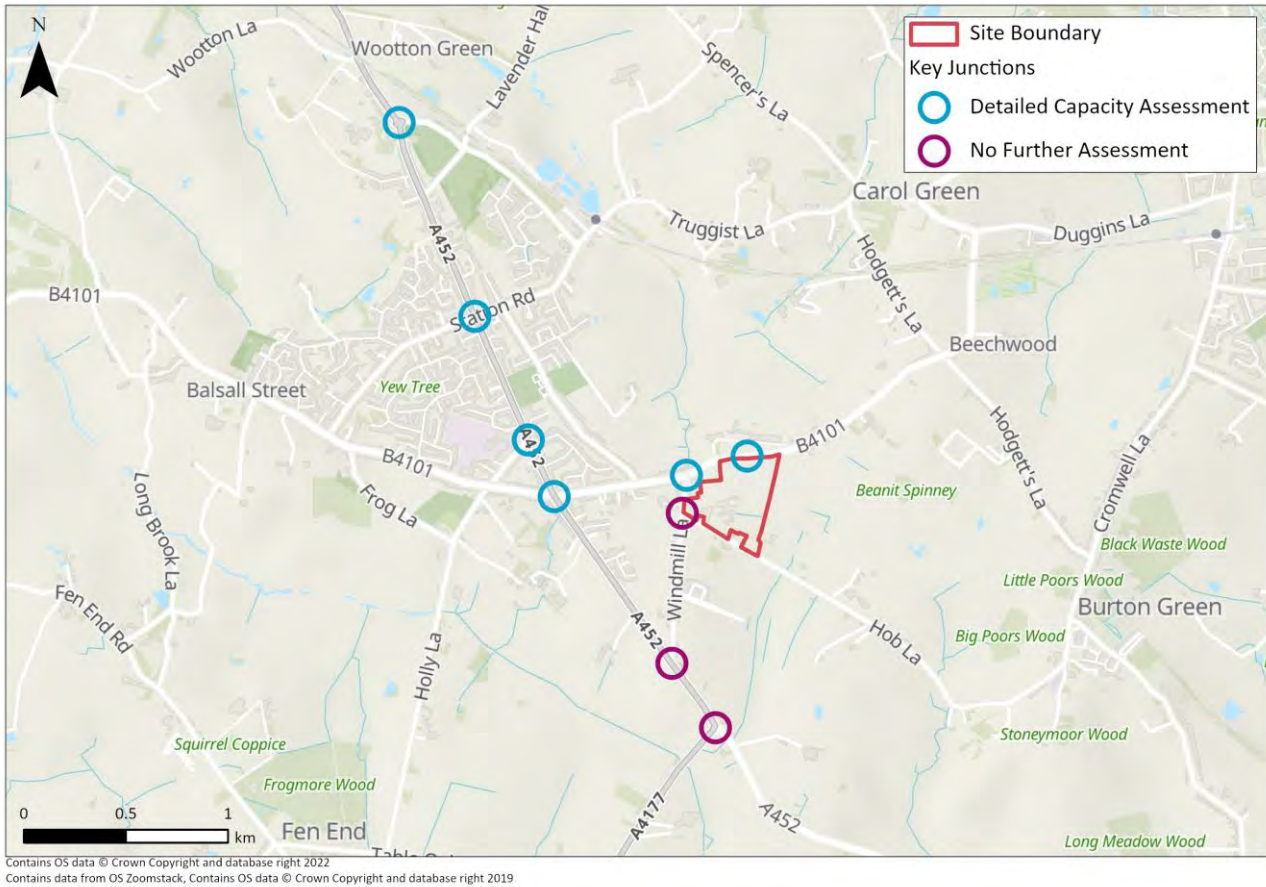 N
Site Boundary
Key Junctions
Detailed Capacity Assessment
No Further Assessment
Wootton La
Wootton Green
Spencer's La
Carol Green
Truggist La
Duggins La
A452
Hodgett's La
B4101
Station Rd
Beechwood
Balsall Street
Yew Tree
B4101
B4101
Hodgett's La
Cromwell La
Frog La
Beanit Spinney
Long Brook La
Black Waste Wood
Windmill La
Little Poors Wood
Fen End Rd
Burton Green
A452
Hob La
Big Poors Wood
Holly La
Stoneymoor Wood
Squirrel Coppice
Frogmore Wood
A4177
A452
Fen End
Long Meadow Wood
0 0.5 1
km
Contains OS data © Crown Copyright and database right 2022
Contains data from OS Zoomstack, Contains OS data © Crown Copyright and database right 2019